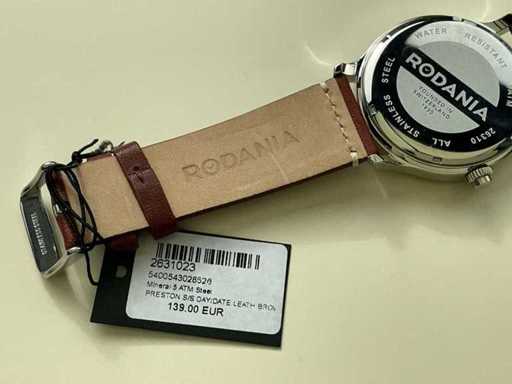 WATER RESISTANT
ALL STAINLESS STEEL
RODANIA
FOUNDED IN
SWITZERLAND
1930
26310
RODANIA
2631023
5400543028526
Mineral 5 ATM Steel
PRESTON S/S DAY/DATE LEATH BROW
139.00 EUR